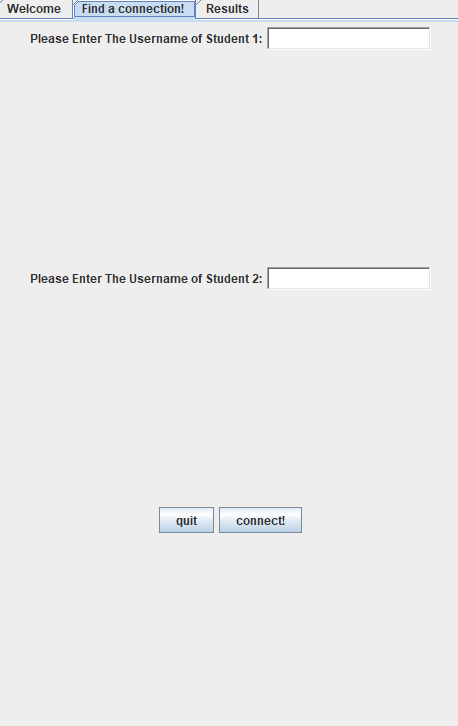 Welcome Find a connection! Results
Please Enter The Username of Student 1:
Please Enter The Username of Student 2:
quit connect!